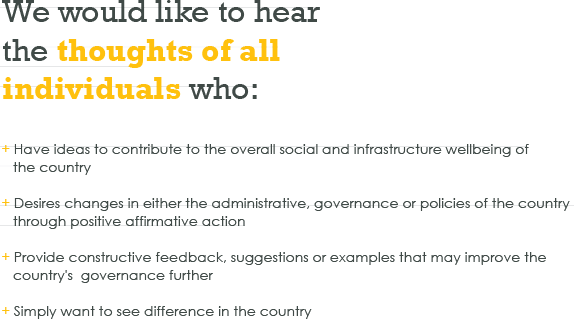 We would like to hear
the thoughts of all
individuals who:
+ Have ideas to contribute to the overall social and infrastructure wellbeing of
the country
+ Desires changes in either the administrative, governance or policies of the country
through positive affirmative action
+ Provide constructive feedback, suggestions or examples that may improve the
country's  governance further
+ Simply want to see difference in the country